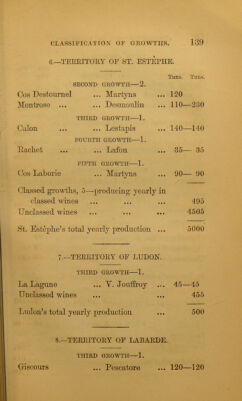 CLASSIFICATION OF GROWTHS. 139
6.—TERRITORY OF ST. ESTÈPHE.
Tuns. Tuns.
SECOND GROWTH—2.
Cos Destournel ... Martyns ... 120
Montrose ... ... Desmoulin ... 110—230
THIRD GROWTH—1.
Calon ... ... Lestapis ... 140—140
FOURTH GROWTH—1.
Rochet ... ... Lafon ... 35— 35
FIFTH GROWTH—1.
Cos Laborie ... Martyns ... 90— 90
Classed growths, 5—producing yearly in
classed wines ... ... ... 495
Unclassed wines ... ... ... 4505
St. Estèphe's total yearly production ... 5000
7.—TERRITORY OF LUDON.
THIRD GROWTH—1.
La Lagune ... V. Jouffroy ... 45—45
Unclassed wines ... ... 455
Ludon's total yearly production ... 500
8.—TERRITORY OF LABARDE.
THIRD GROWTH—1.
Giscours ... Pescatore ... 120—120